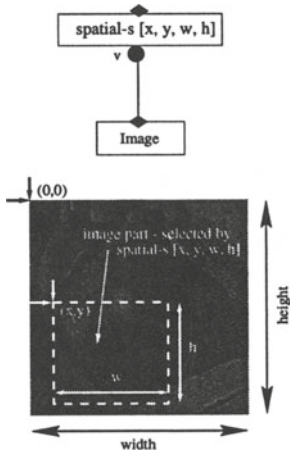 spatial-s [x, y, w, h]
v
Image
(0,0)
image part - selected by
spatial-s [x, y, w, h]
(x,y)
h
w
height
width